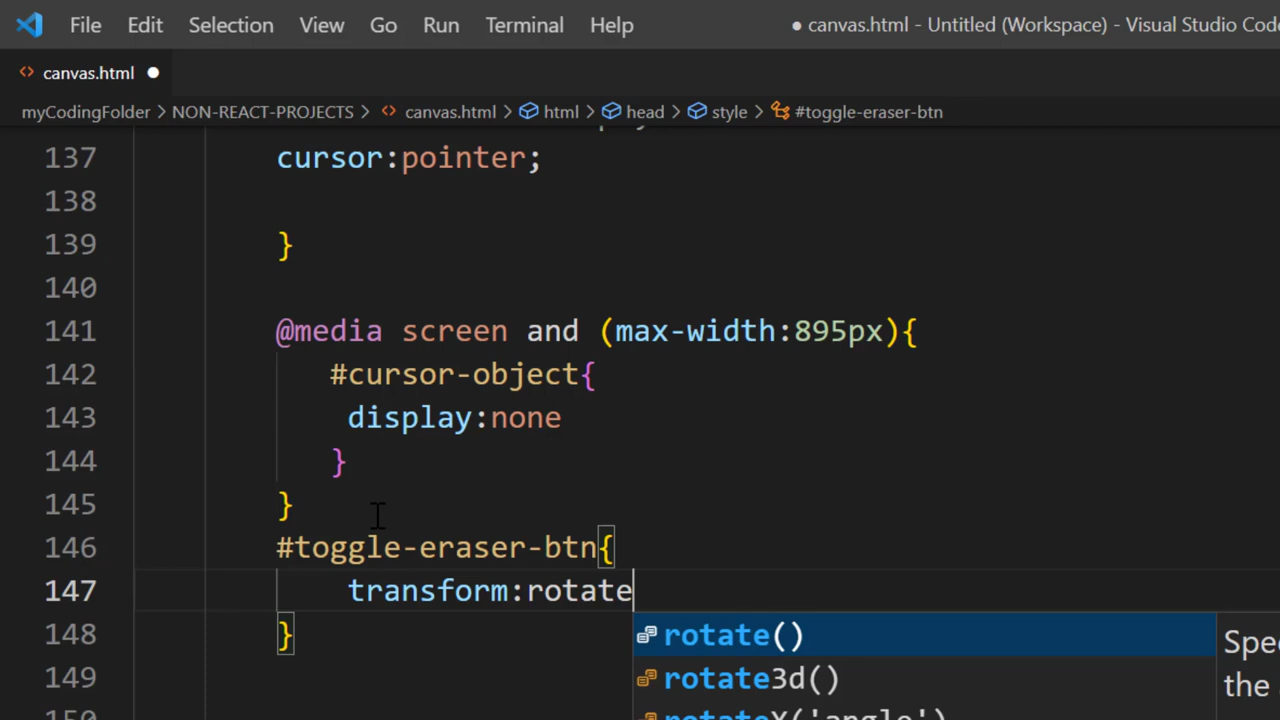 File Edit Selection View Go Run Terminal Help ● canvas.html - Untitled (Workspace) - Visual Studio Code
<> canvas.html ●
myCodingFolder > NON-REACT-PROJECTS > <> canvas.html > html > head > style > #toggle-eraser-btn
137 cursor:pointer;
138
139 }
140
141 @media screen and (max-width:895px){
142 #cursor-object{
143 display:none
144 }
145 }
146 #toggle-eraser-btn{
147 transform:rotate
148 }
rotate()
rotate3d()
the
149
rotateX('angle')
150